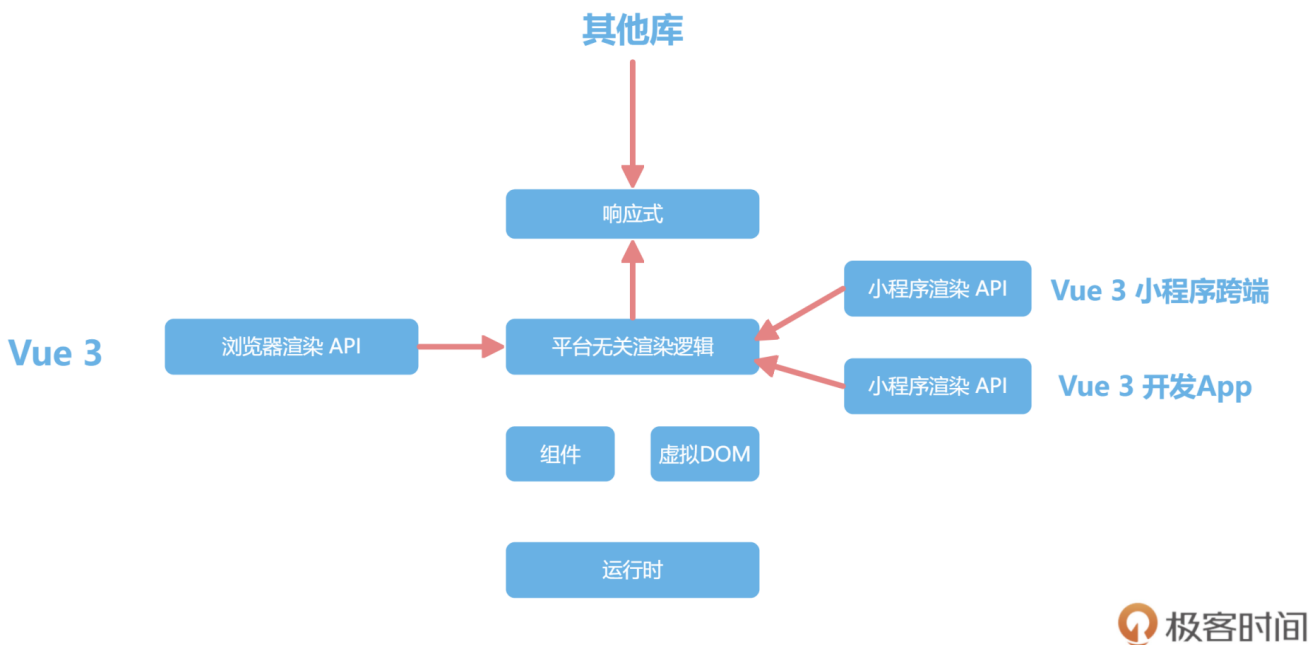 其他库
响应式
小程序渲染 API
Vue 3 小程序跨端
Vue 3
浏览器渲染 API
平台无关渲染逻辑
小程序渲染 API
Vue 3 开发App
组件
虚拟DOM
运行时
极客时间